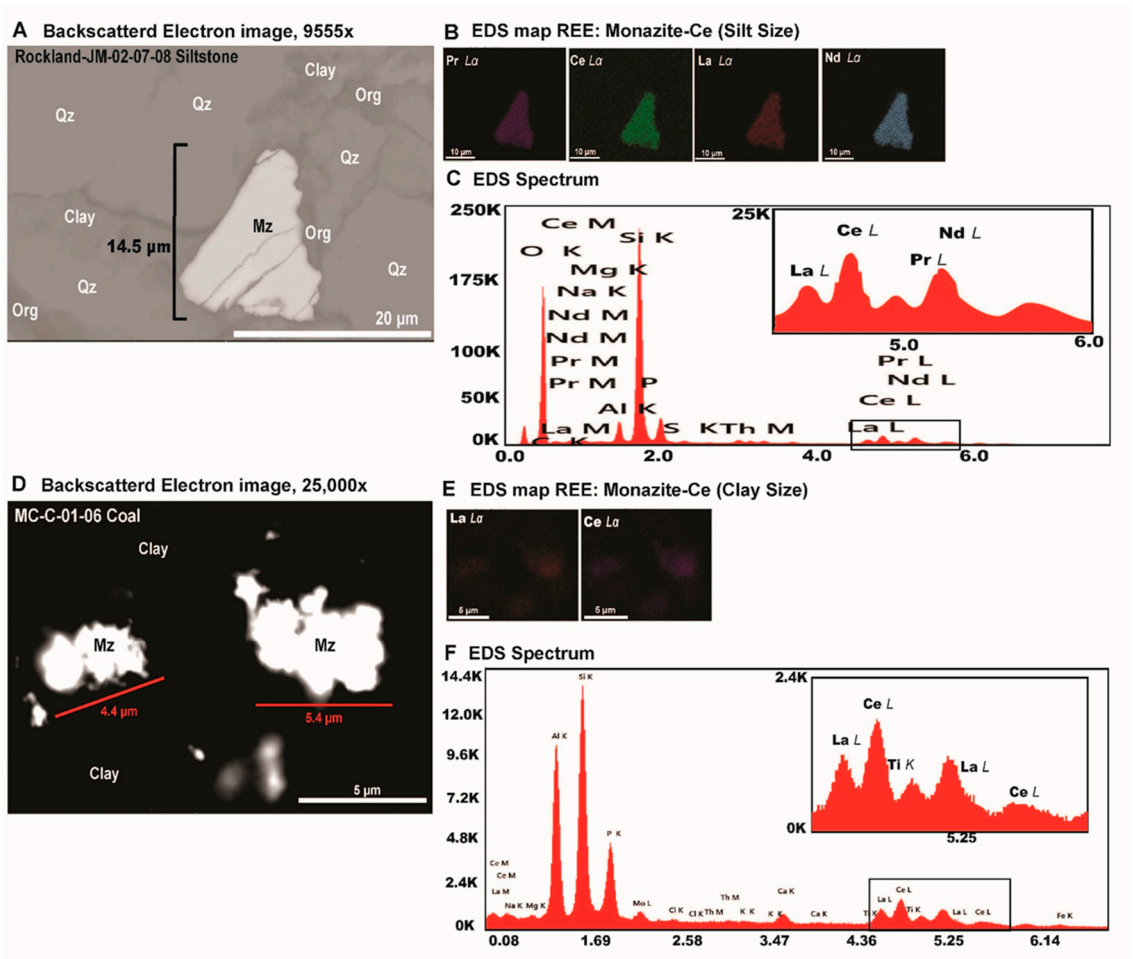 A Backscatterd Electron image, 9555x
Rockland-JM-02-07-08 Siltstone
Clay
Org
Qz
Qz
Qz
Clay
Mz
Org
14.5 µm
Qz
Qz
Org
20 µm
B EDS map REE: Monazite-Ce (Silt Size)
Pr Lα
Ce Lα
La Lα
Nd Lα
10 µm
10 µm
10 µm
10 µm
C EDS Spectrum
250K
175K
100K
50K
0K
Ce M
O K
Si K
Mg K
Na K
Nd M
Nd M
Pr M
Pr M P
Al K
La M
S K Th M
C K
La L
Ce L
Nd L
Pr L
0.0 2.0 4.0 6.0
25K
La L
Ce L
Pr L
Nd L
5.0 6.0
D Backscatterd Electron image, 25,000x
MC-C-01-06 Coal
Clay
Mz
Mz
4.4 µm
5.4 µm
Clay
5 µm
E EDS map REE: Monazite-Ce (Clay Size)
La Lα
Ce Lα
5 µm
5 µm
F EDS Spectrum
14.4K
12.0K
9.6K
7.2K
4.8K
2.4K
0K
Si K
Al K
P K
Ce M
Ce M
La M
Na K Mg K
Mo L
Cl K
Cl K Th M
Th M
K K
K K
Ca K
Ca K
Ti K
La L
Ce L
Ti K
La L
Ce L
Fe K
0.08 1.69 2.58 3.47 4.36 5.25 6.14
2.4K
La L
Ce L
Ti K
La L
Ce L
0K
5.25